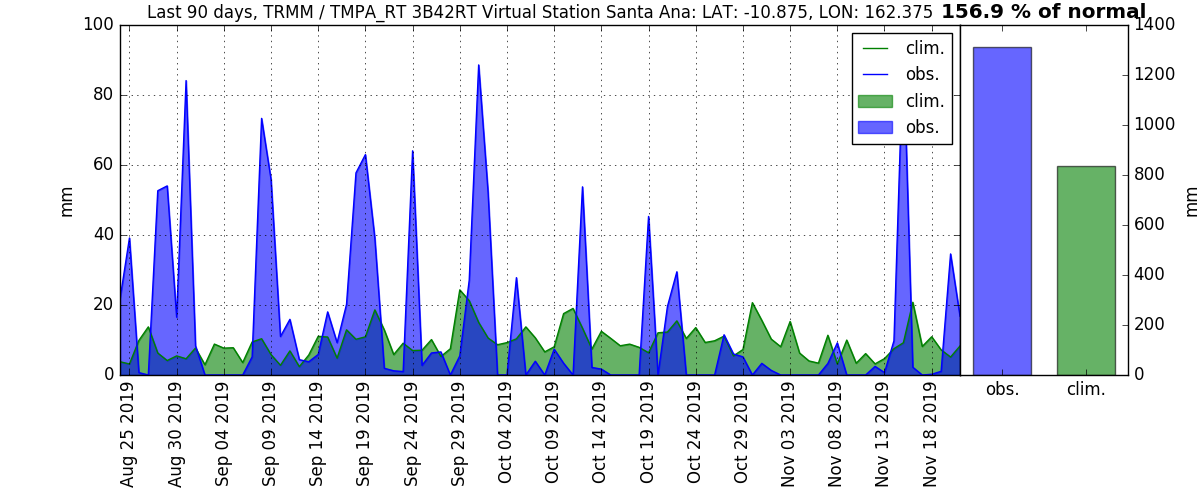 Last 90 days, TRMM / TMPA_RT 3B42RT Virtual Station Santa Ana: LAT: -10.875, LON: 162.375 156.9 % of normal
100
80
60
40
20
0
mm
clim.
obs.
clim.
obs.
1400
1200
1000
800
600
400
200
0
mm
Aug 25 2019
Aug 30 2019
Sep 04 2019
Sep 09 2019
Sep 14 2019
Sep 19 2019
Sep 24 2019
Sep 29 2019
Oct 04 2019
Oct 09 2019
Oct 14 2019
Oct 19 2019
Oct 24 2019
Oct 29 2019
Nov 03 2019
Nov 08 2019
Nov 13 2019
Nov 18 2019
obs.
clim.